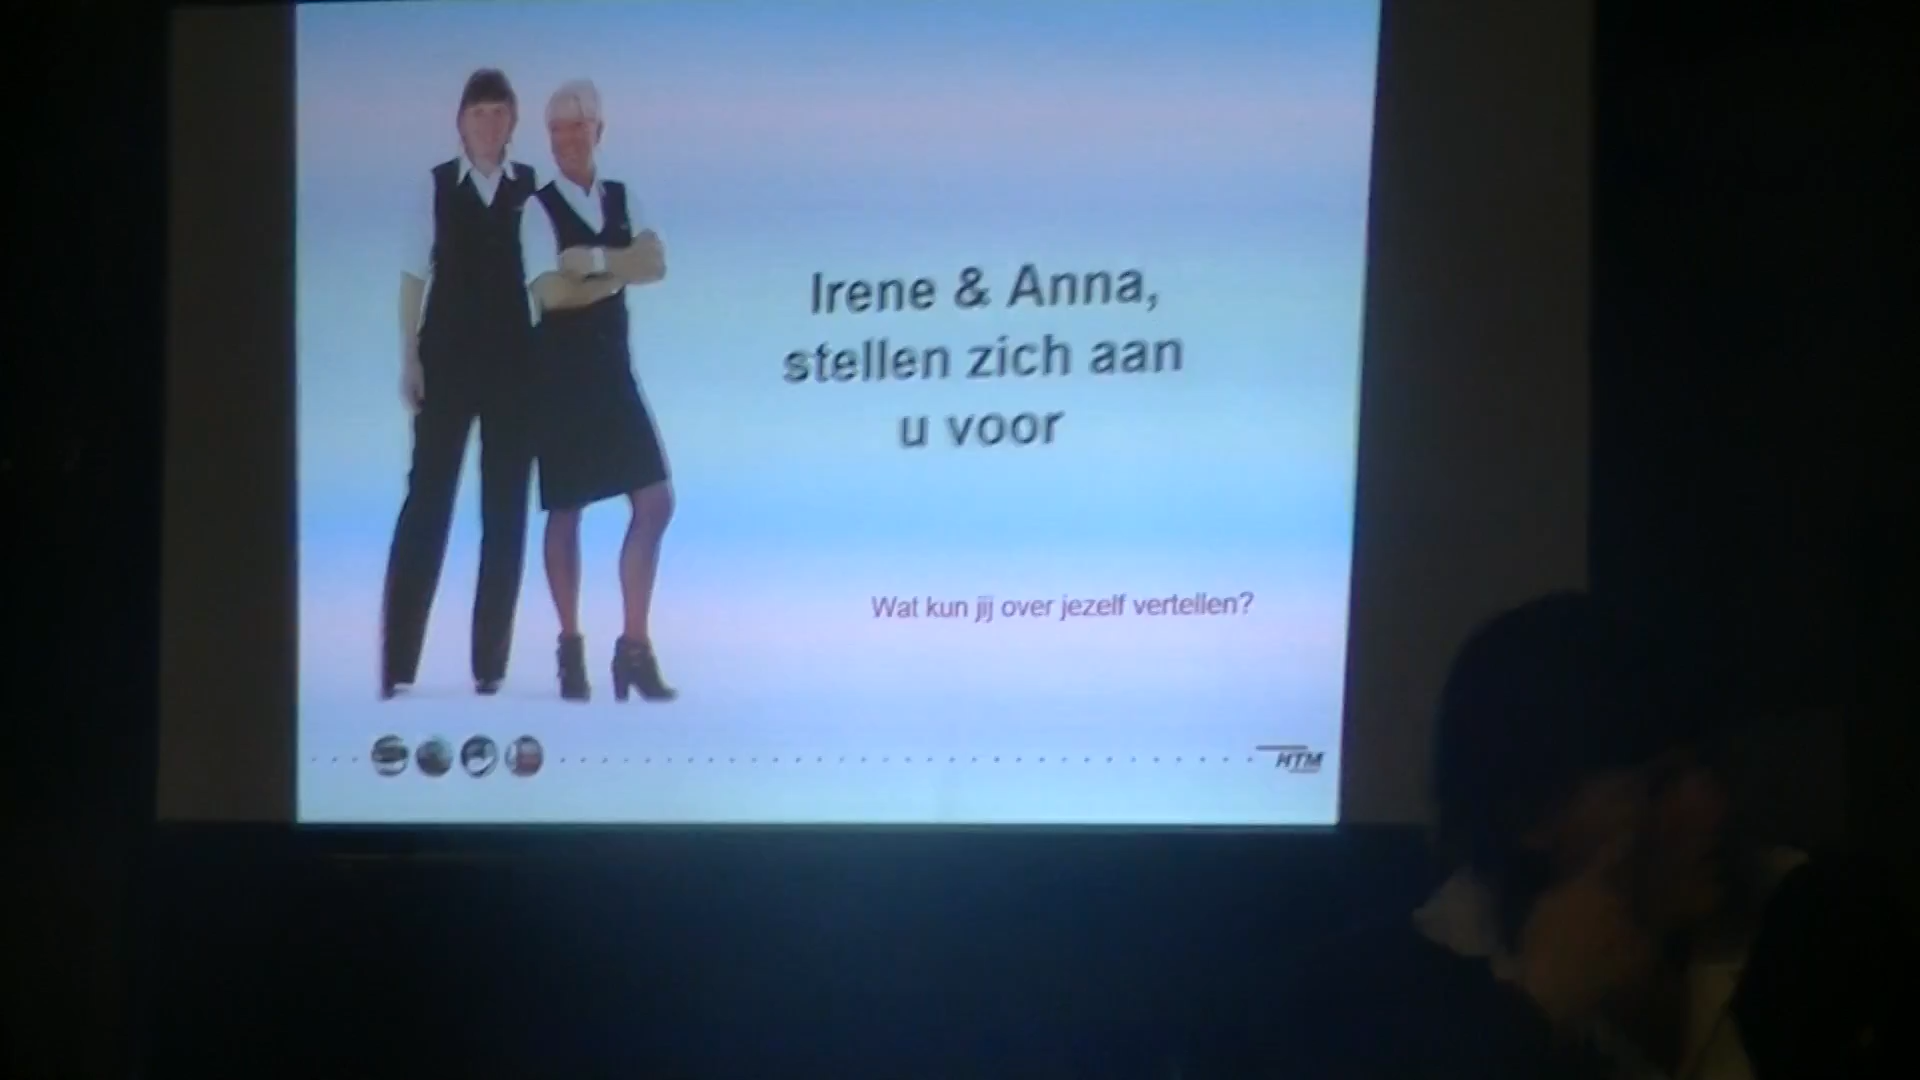 Irene & Anna,
stellen zich aan
u voor
Wat kun jij over jezelf vertellen?
HTM